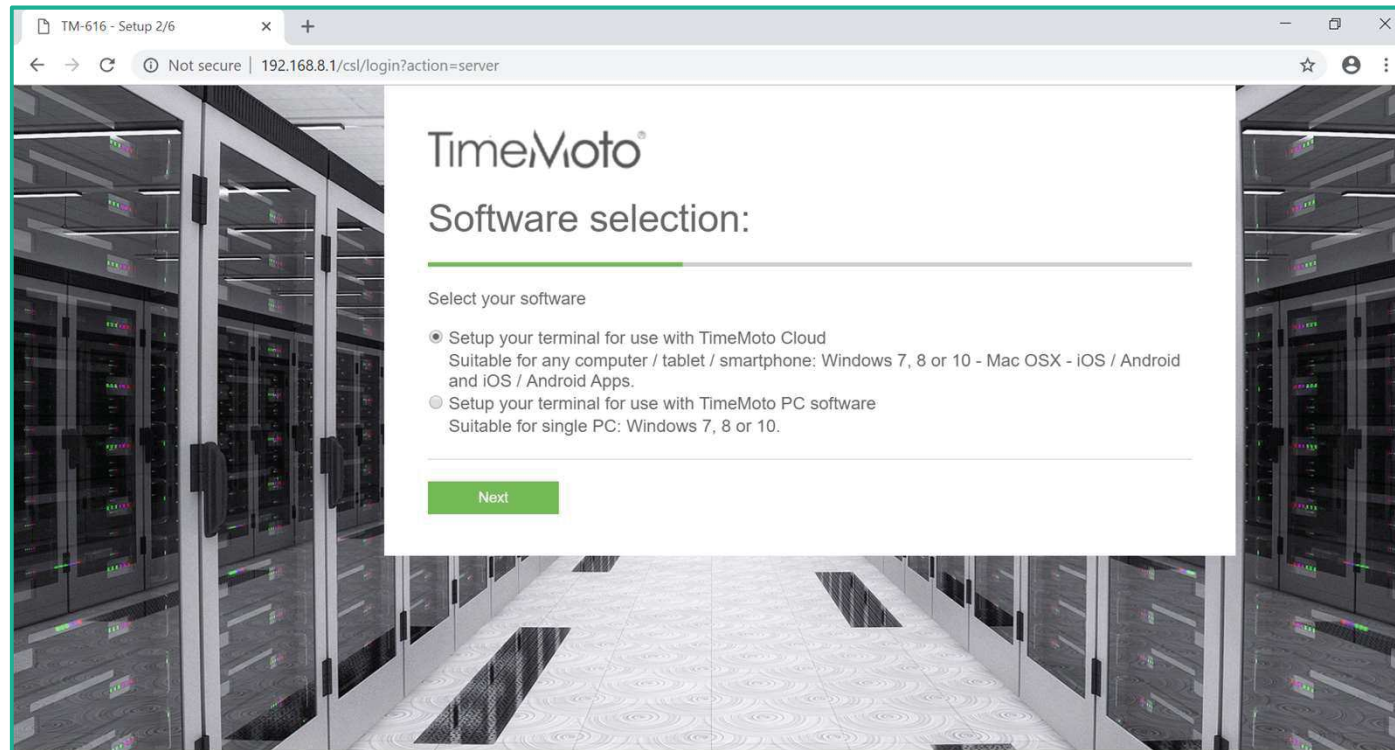 TM-616 - Setup 2/6
Not secure | 192.168.8.1/csl/login?action=server
TimeMoto®
Software selection:
Select your software
Setup your terminal for use with TimeMoto Cloud
Suitable for any computer / tablet / smartphone: Windows 7, 8 or 10 - Mac OSX - iOS / Android
and iOS / Android Apps.
Setup your terminal for use with TimeMoto PC software
Suitable for single PC: Windows 7, 8 or 10.
Next